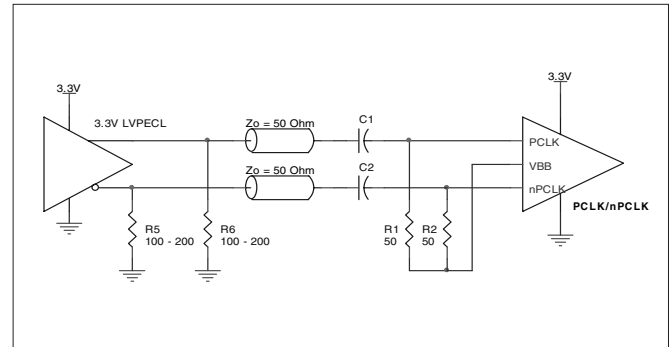 3.3V
3.3V LVPECL
Zo = 50 Ohm
C1
3.3V
PCLK
Zo = 50 Ohm
C2
VBB
nPCLK
PCLK/nPCLK
R5
100 - 200
R6
100 - 200
R1
50
R2
50